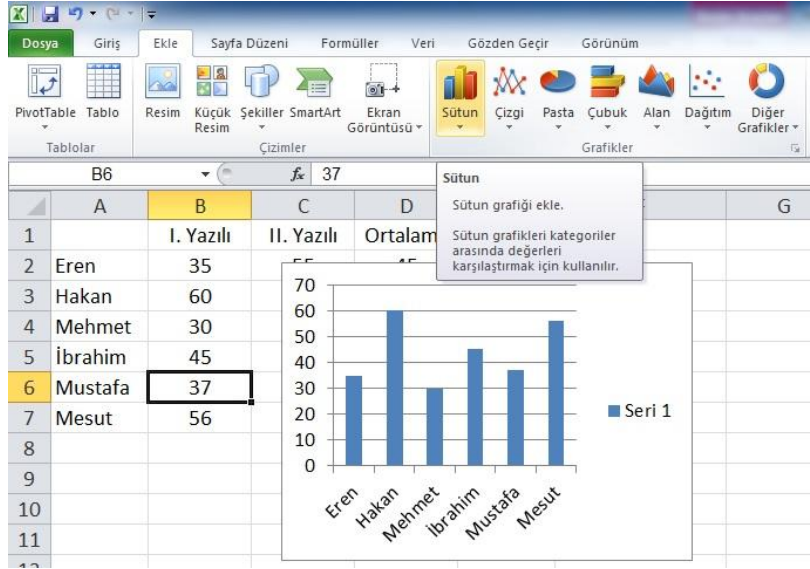 Dosya Giriş Ekle Sayfa Düzeni Formüller Veri Gözden Geçir Görünüm
PivotTable Tablo Resim Küçük Resim Şekiller SmartArt Ekran Görüntüsü Sütun Çizgi Pasta Çubuk Alan Dağıtım Diğer Grafikler
Tablolar Çizimler Grafikler
B6 fx 37
Sütun
Sütun grafiği ekle.
Sütun grafikleri kategoriler
arasında değerleri
karşılaştırmak için kullanılır.
A B C D G
1 I. Yazılı II. Yazılı Ortalam
2 Eren 35 55 45
3 Hakan 60
4 Mehmet 30
5 İbrahim 45
6 Mustafa 37
7 Mesut 56
8
9
10
11
12
70
60
50
40
30
20
10
0
Eren Hakan Mehmet İbrahim Mustafa Mesut
Seri 1